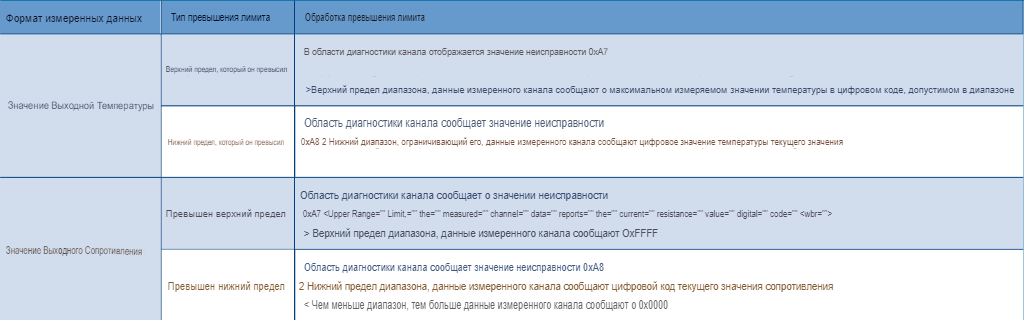 Формат измеренных данных
Тип превышения лимита
Обработка превышения лимита
Значение Выходной Температуры
Верхний предел, который он превысил
В области диагностики канала отображается значение неисправности 0xA7
>Верхний предел диапазона, данные измеренного канала сообщают о максимальном измеряемом значении температуры в цифровом коде, допустимом в диапазоне
Нижний предел, который он превысил
Область диагностики канала сообщает значение неисправности
0xA8 2 Нижний диапазон, ограничивающий его, данные измеренного канала сообщают цифровое значение температуры текущего значения
Значение Выходного Сопротивления
Превышен верхний предел
Область диагностики канала сообщает о значении неисправности
0xA7 <Upper Range="" Limit,="" the="" measured="" channel="" data="" reports="" the="" current="" resistance="" value="" digital="" code="" <wbr="">
> Верхний предел диапазона, данные измеренного канала сообщают OxFFFF
Превышен нижний предел
Область диагностики канала сообщает значение неисправности 0xA8
2 Нижний предел диапазона, данные измеренного канала сообщают цифровой код текущего значения сопротивления
< Чем меньше диапазон, тем больше данные измеренного канала сообщают о 0x0000